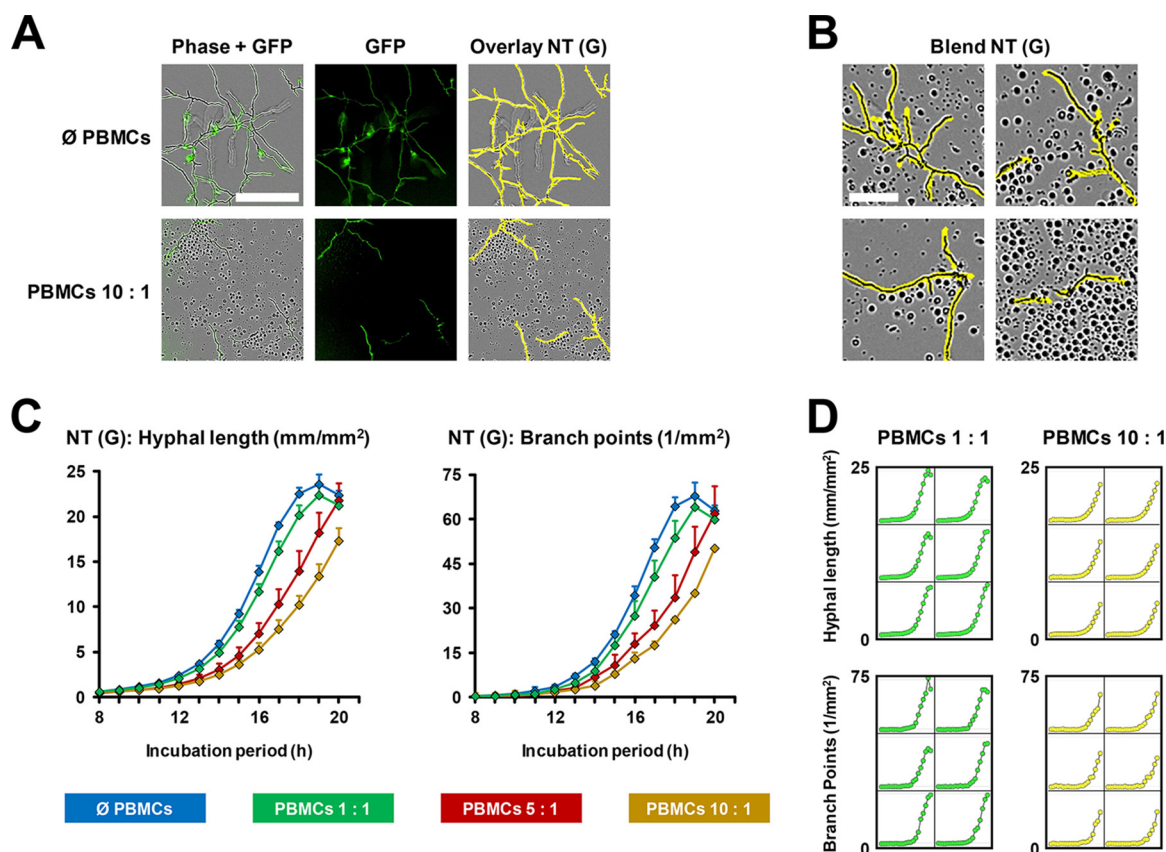 A
Phase + GFP
GFP
Overlay NT (G)
Ø PBMCs
PBMCs 10 : 1
B
Blend NT (G)
C
NT (G): Hyphal length (mm/mm²)
25
20
15
10
5
0
8
12
16
20
Incubation period (h)
NT (G): Branch points (1/mm²)
75
60
45
30
15
0
8
12
16
20
Incubation period (h)
Ø PBMCs
PBMCs 1 : 1
PBMCs 5 : 1
PBMCs 10 : 1
D
PBMCs 1 : 1
PBMCs 10 : 1
Hyphal length (mm/mm²)
25
0
25
0
Branch Points (1/mm²)
75
0
75
0